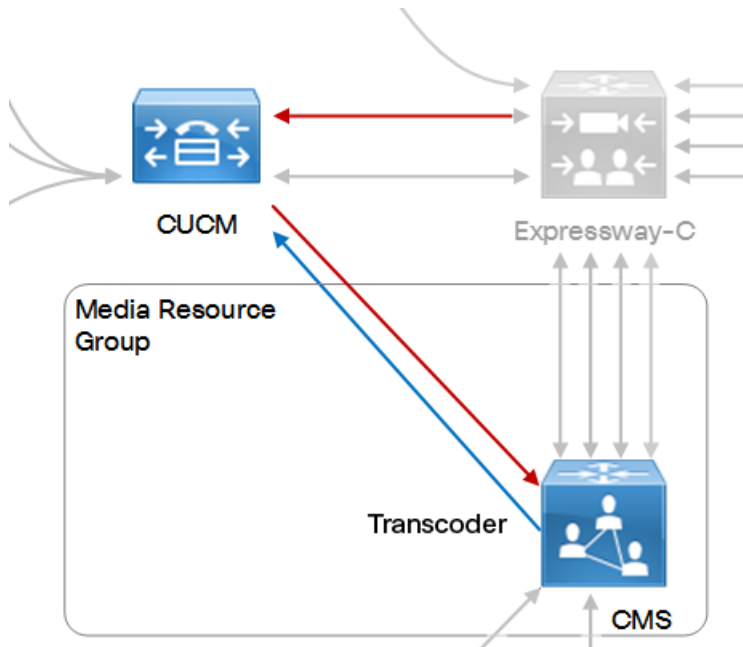 CUCM
Expressway-C
Media Resource
Group
Transcoder
CMS